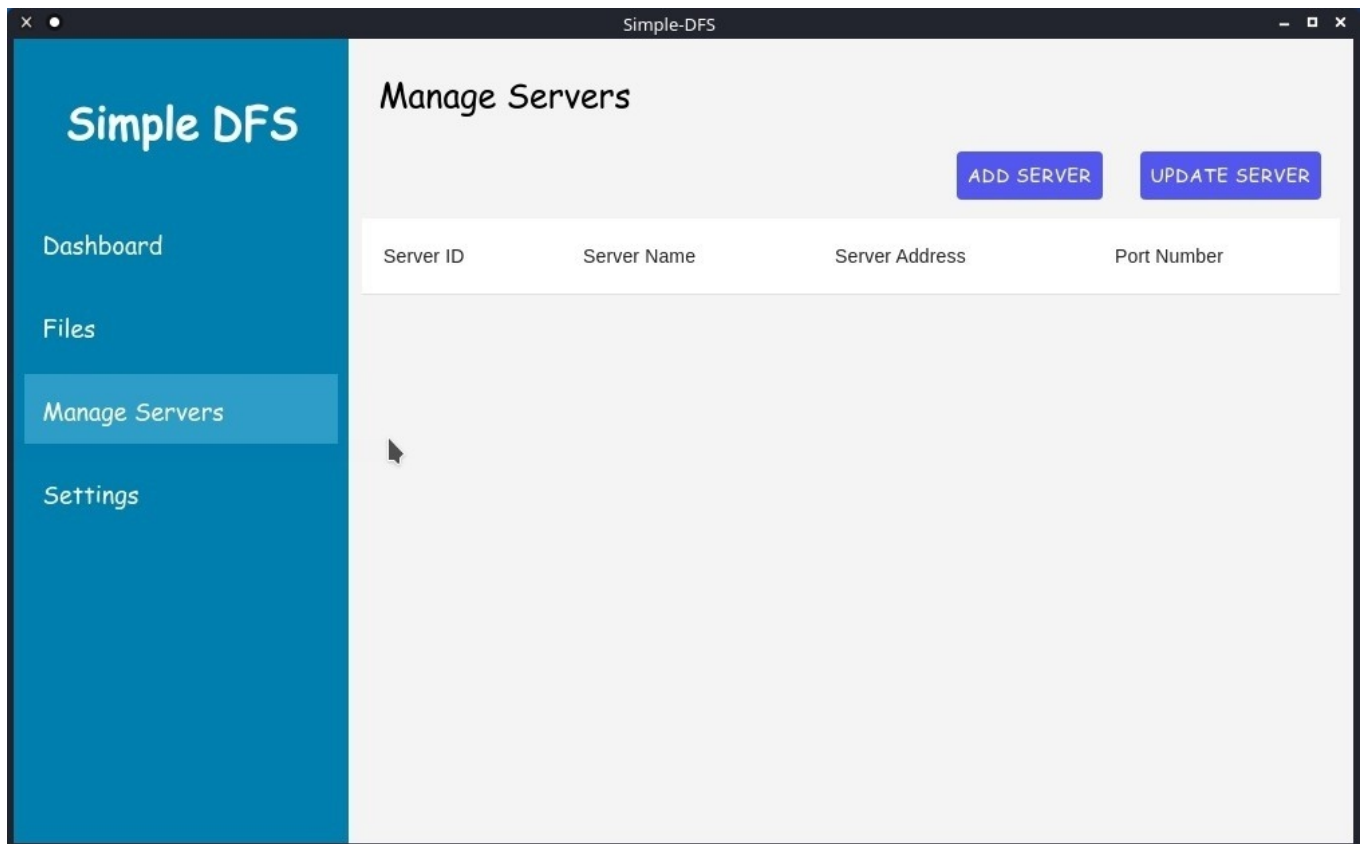 Simple-DFS
Simple DFS
Dashboard
Files
Manage Servers
Settings
Manage Servers
ADD SERVER UPDATE SERVER
Server ID Server Name Server Address Port Number